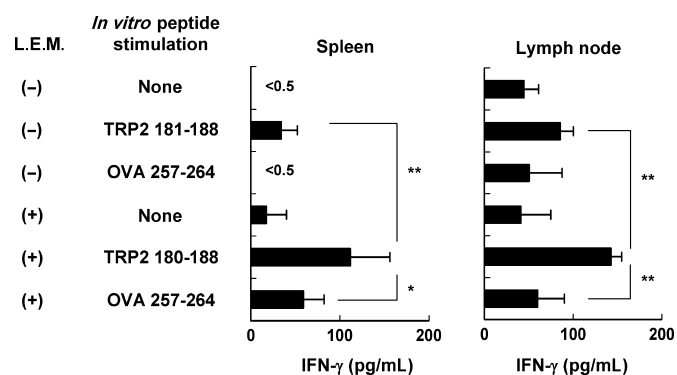 L.E.M.
In vitro peptide
stimulation
Spleen
Lymph node
(–) None <0.5
(–) TRP2 181-188
(–) OVA 257-264 <0.5
(+) None
(+) TRP2 180-188
(+) OVA 257-264
**
*
**
**
0 100 200
0 100 200
IFN-γ (pg/mL)
IFN-γ (pg/mL)